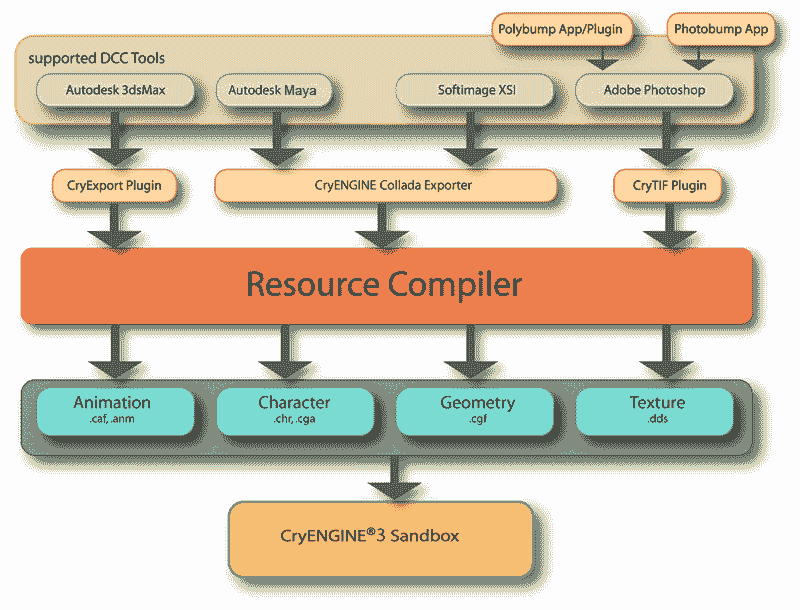 Polybump App/Plugin
Photobump App
supported DCC Tools
Autodesk 3dsMax
Autodesk Maya
Softimage XSI
Adobe Photoshop
CryExport Plugin
CryENGINE Collada Exporter
CryTIF Plugin
Resource Compiler
Animation
.caf, .anm
Character
.chr, .cga
Geometry
.cgf
Texture
.dds
CryENGINE®3 Sandbox